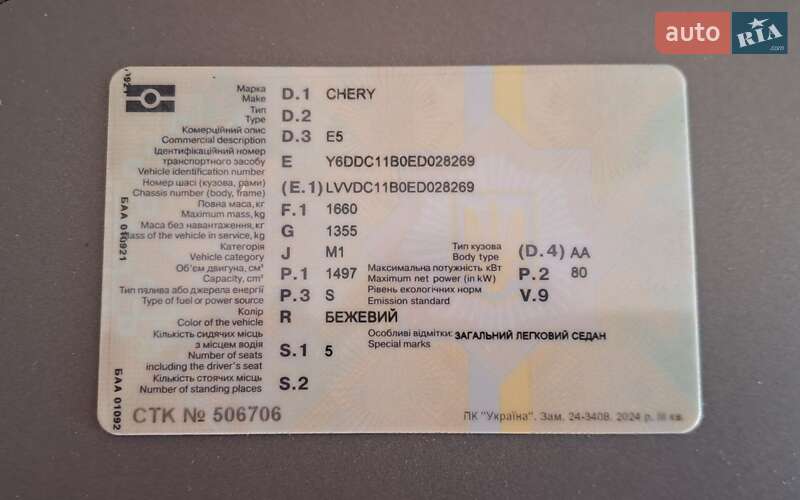 auto RIA .com
Марка D.1 CHERY
Make
Тип D.2
Type
Комерційний опис D.3 E5
Commercial description
Ідентифікаційний номер
транспортного засобу E Y6DDC11B0ED028269
Vehicle identification number
Номер шасі (кузова, рами) (E.1) LVVDC11B0ED028269
Chassis number (body, frame)
Повна маса, кг F.1 1660
Maximum mass, kg
Маса без навантаження, кг G 1355
Mass of the vehicle in service, kg
Категорія J M1 Тип кузова (D.4) AA
Vehicle category Body type
Об'єм двигуна, см³ P.1 1497 Максимальна потужність кВт P.2 80
Capacity, cm³ Maximum net power (in kW)
Тип палива або джерела енергії P.3 S Рівень екологічних норм V.9
Type of fuel or power source Emission standard
Колір R БЕЖЕВИЙ
Color of the vehicle
Особливі відмітки: ЗАГАЛЬНИЙ ЛЕГКОВИЙ СЕДАН
Special marks
Кількість сидячих місць
з місцем водія S.1 5
Number of seats
including the driver's seat
Кількість стоячих місць S.2
Number of standing places
СТК № 506706
ПК "Україна". Зам. 24-3408. 2024 р. III кв.
0921
БАА 010921
БАА 01092